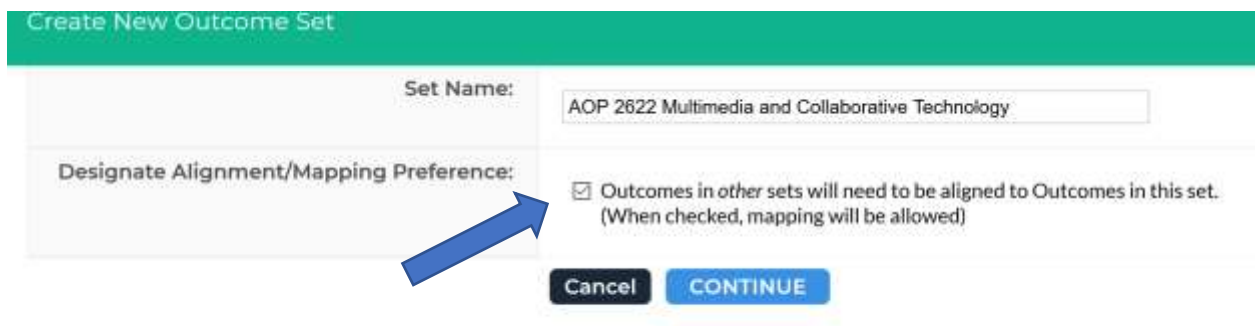 Create New Outcome Set
Set Name:
AOP 2622 Multimedia and Collaborative Technology
Designate Alignment/Mapping Preference:
Outcomes in other sets will need to be aligned to Outcomes in this set.
(When checked, mapping will be allowed)
Cancel
CONTINUE